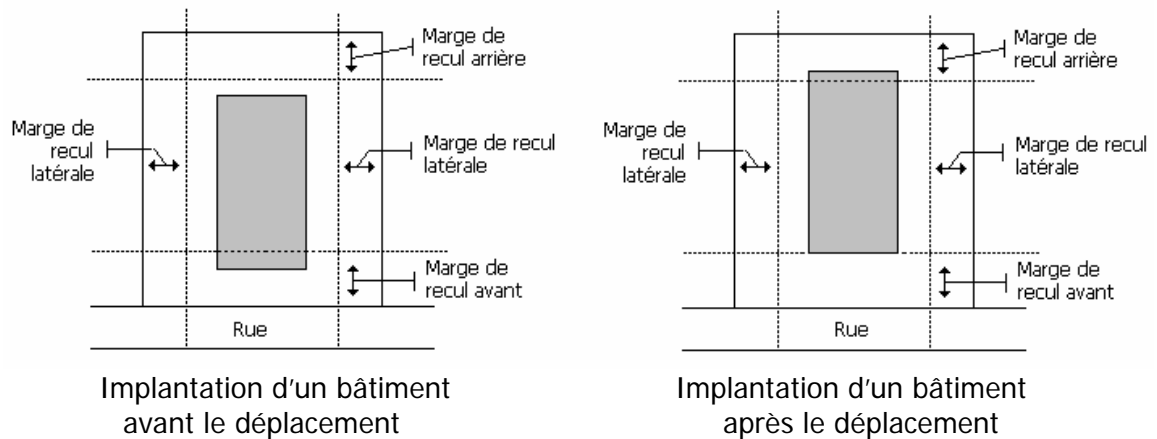 Marge de
recul arrière
Marge de
recul
latérale
Marge de recul
latérale
Marge de
recul avant
Rue
Implantation d'un bâtiment
avant le déplacement
Marge de
recul arrière
Marge de
recul
latérale
Marge de recul
latérale
Marge de
recul avant
Rue
Implantation d'un bâtiment
après le déplacement